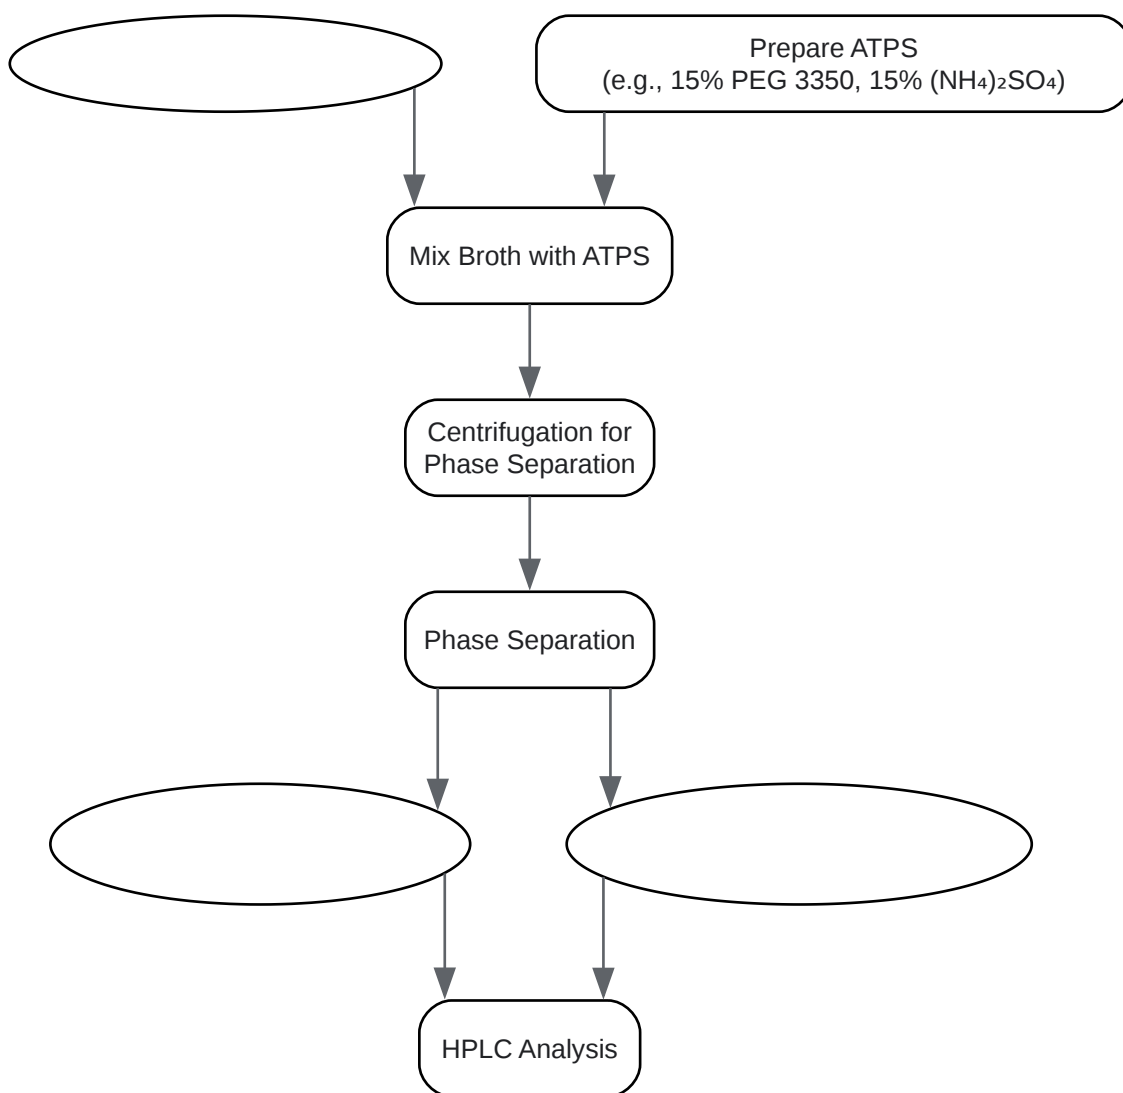 Prepare ATPS
(e.g., 15% PEG 3350, 15% (NH₄)₂SO₄)
Mix Broth with ATPS
Centrifugation for
Phase Separation
Phase Separation
HPLC Analysis